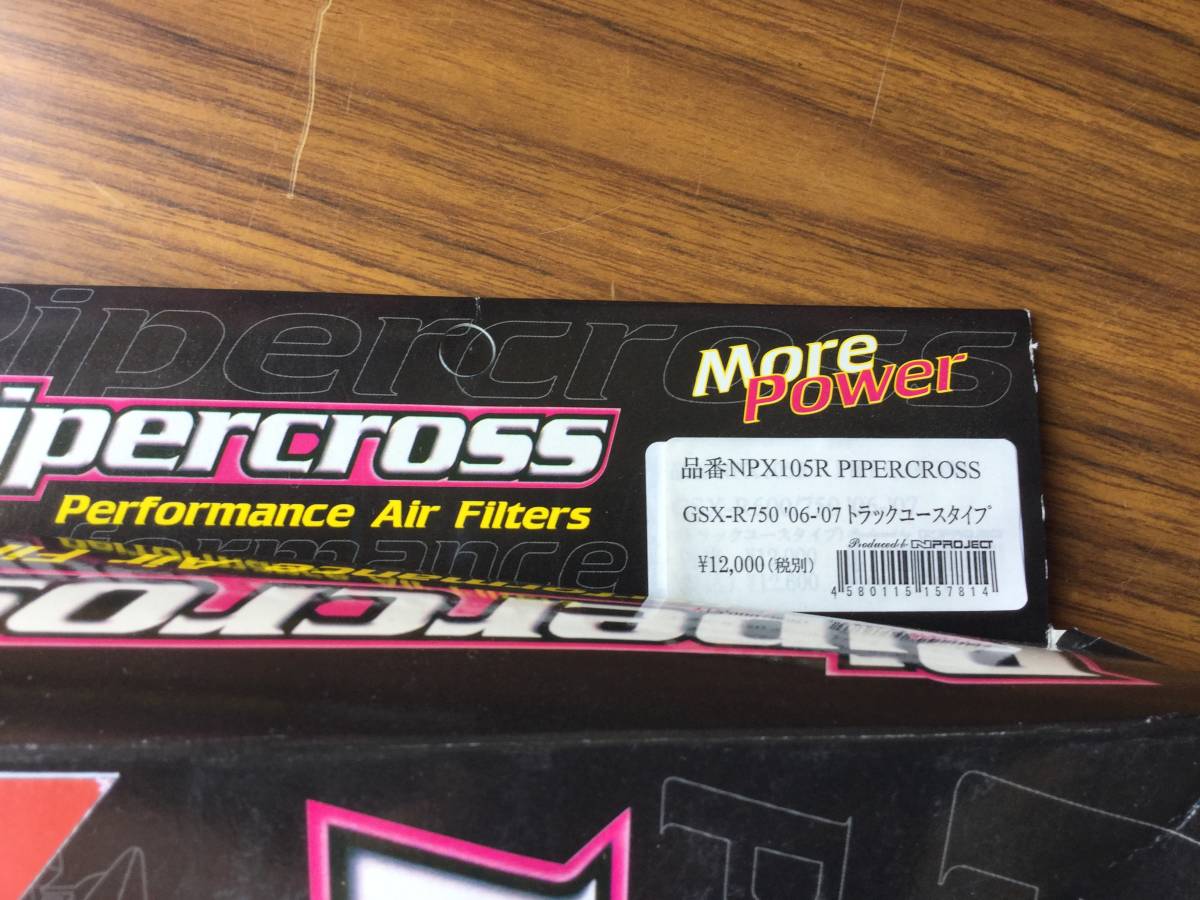 Pipercross
ipercross
Performance Air Filters
More
Power
品番NPX105R PIPERCROSS
GSX-R750 '06-'07 トラックユースタイプ
¥12,000(税別)
Produced by N PROJECT
4 580115 157814
formance